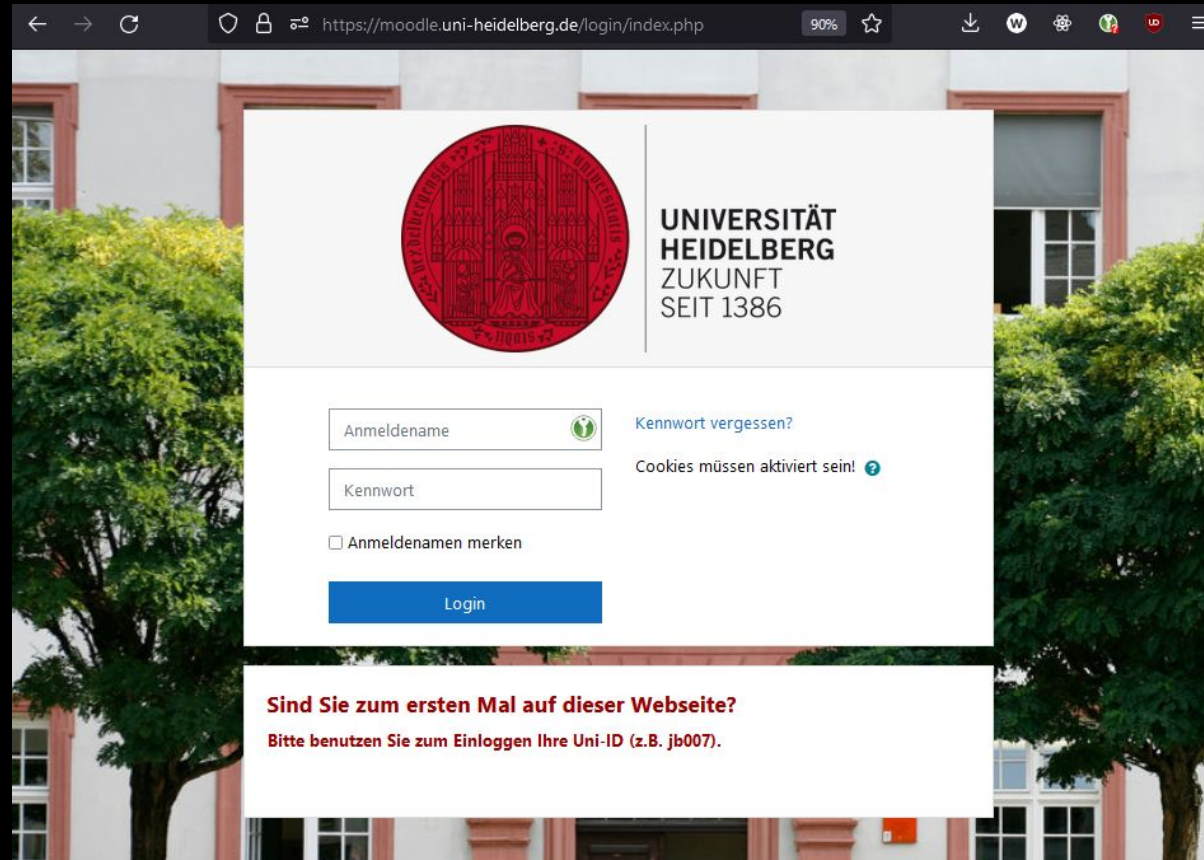 https://moodle.uni-heidelberg.de/login/index.php
90%
W
UD
UNIVERSITÄT
HEIDELBERG
ZUKUNFT
SEIT 1386
Anmeldename
Kennwort vergessen?
Cookies müssen aktiviert sein! ?
Kennwort
Anmeldenamen merken
Login
Sind Sie zum ersten Mal auf dieser Webseite?
Bitte benutzen Sie zum Einloggen Ihre Uni-ID (z.B. jb007).